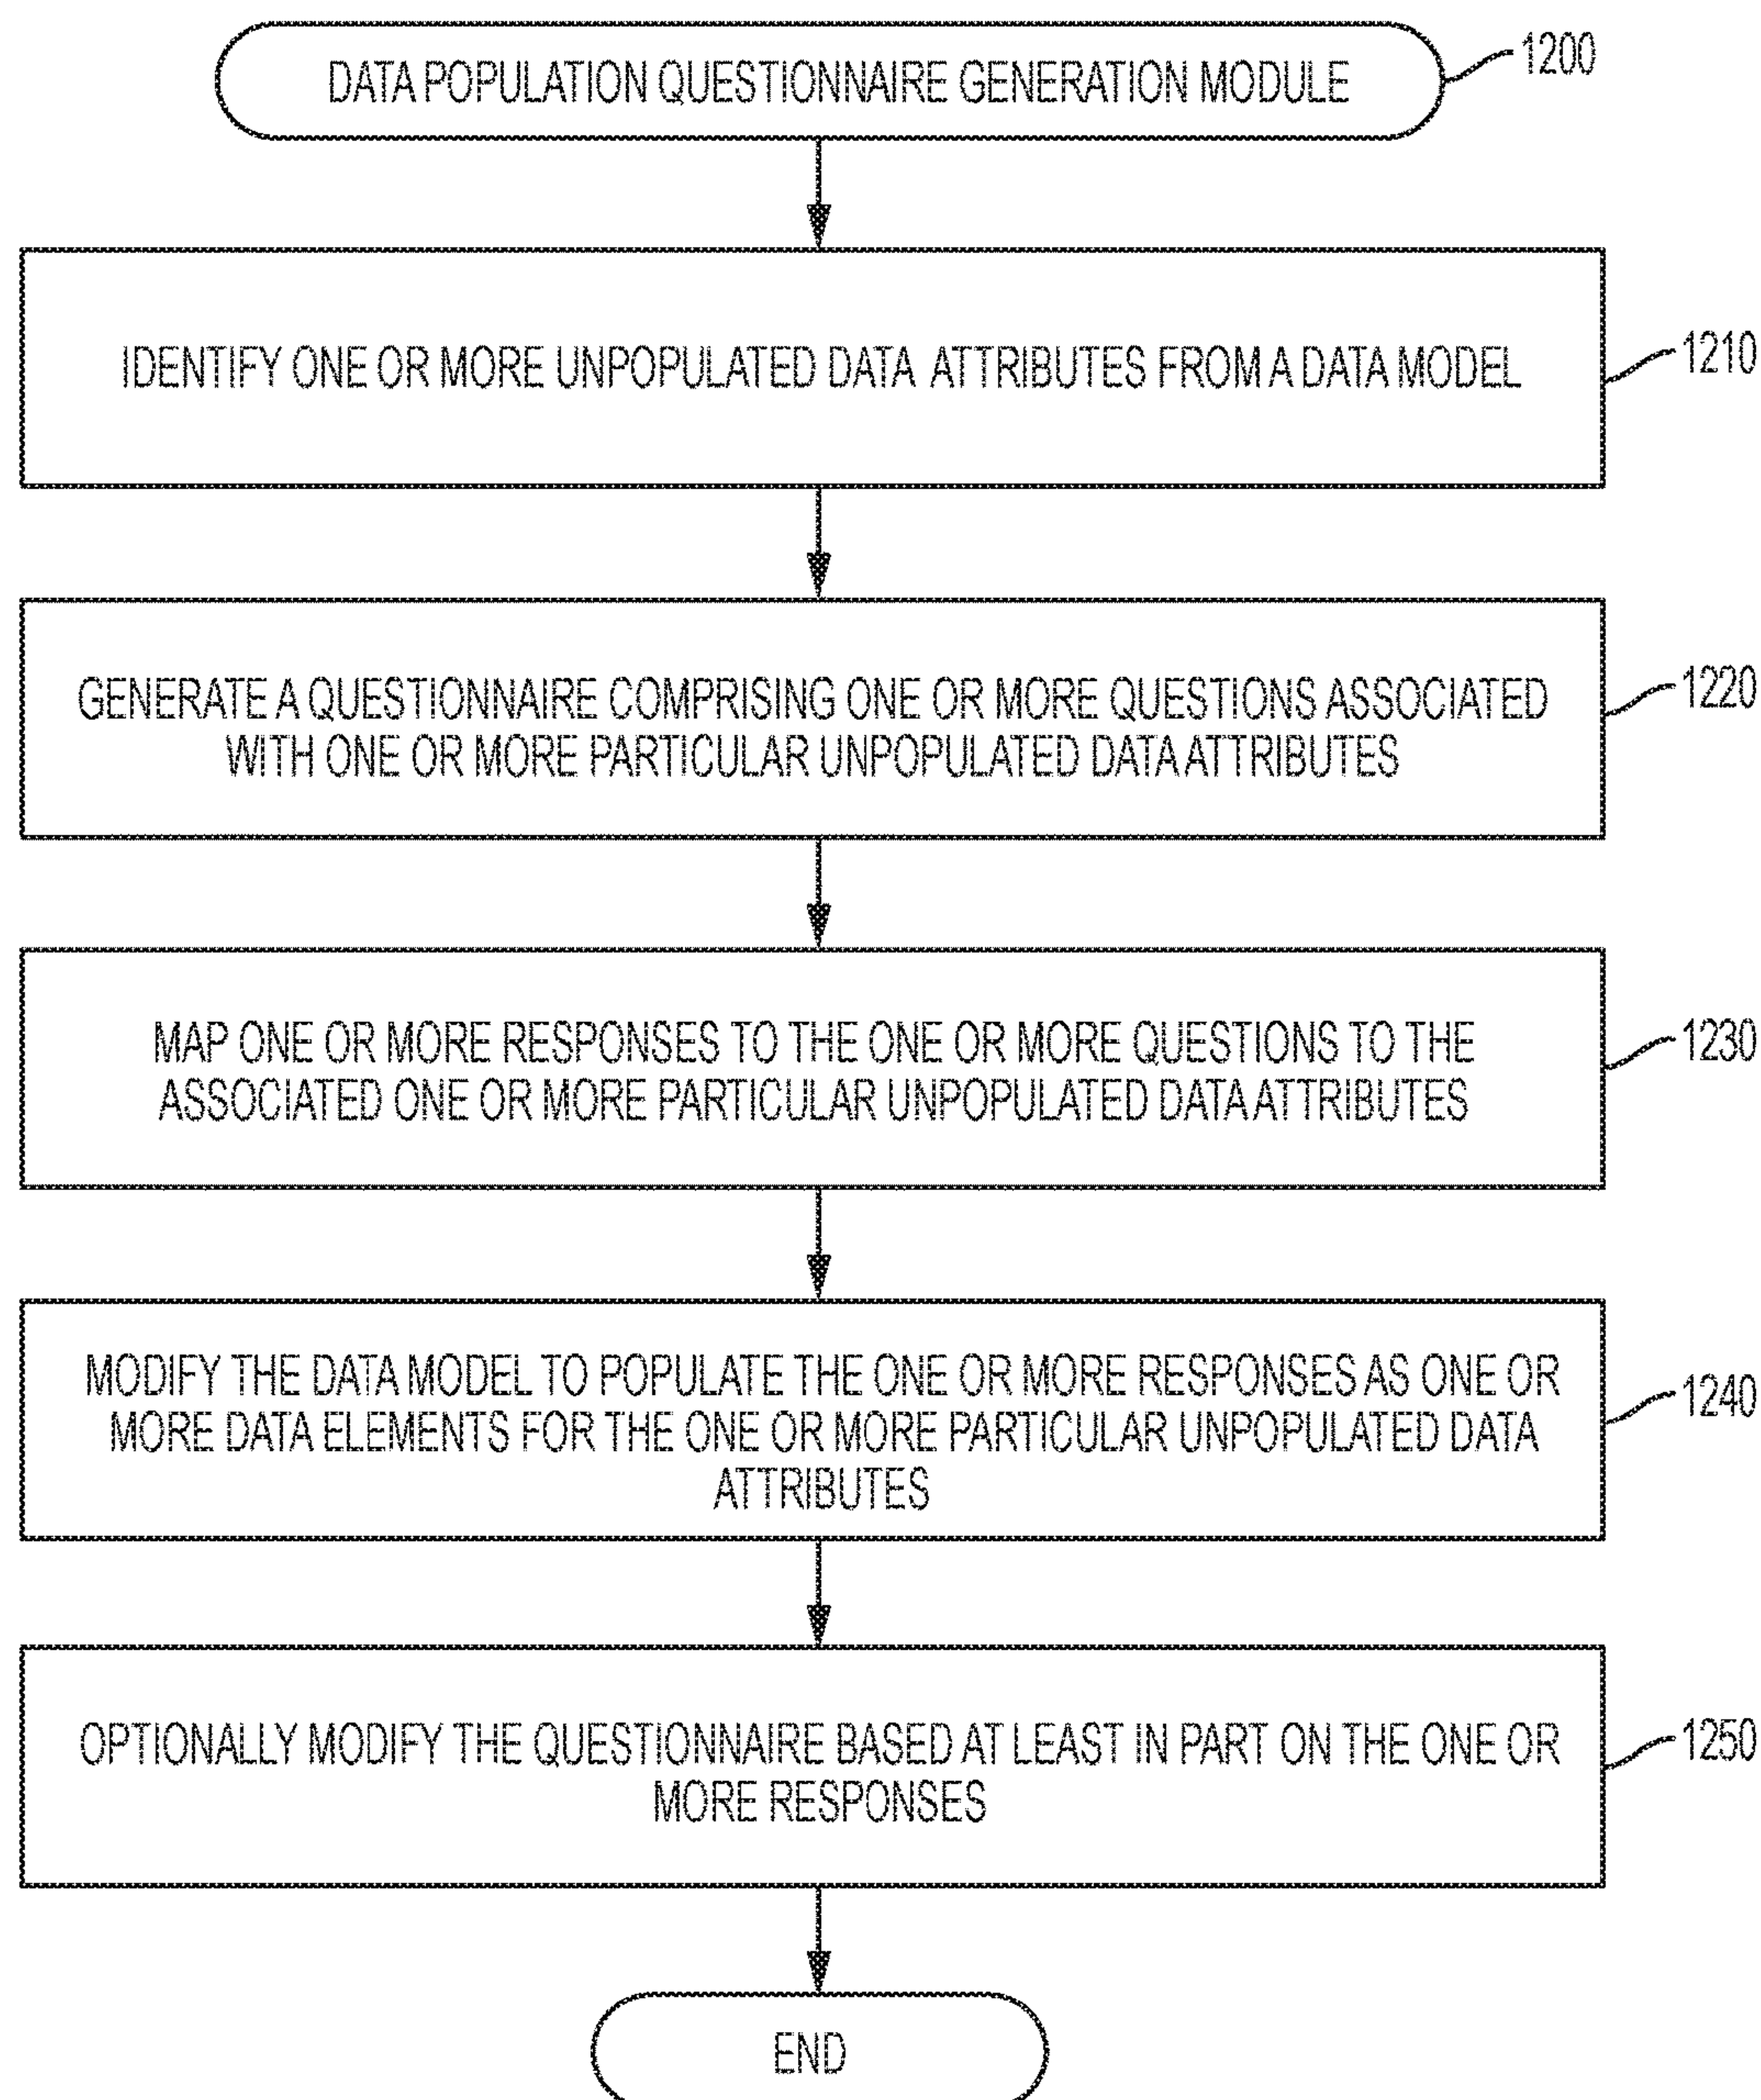 DATA POPULATION QUESTIONNAIRE GENERATION MODULE
1200
IDENTIFY ONE OR MORE UNPOPULATED DATA ATTRIBUTES FROM A DATA MODEL
1210
GENERATE A QUESTIONNAIRE COMPRISING ONE OR MORE QUESTIONS ASSOCIATED
WITH ONE OR MORE PARTICULAR UNPOPULATED DATA ATTRIBUTES
1220
MAP ONE OR MORE RESPONSES TO THE ONE OR MORE QUESTIONS TO THE
ASSOCIATED ONE OR MORE PARTICULAR UNPOPULATED DATA ATTRIBUTES
1230
MODIFY THE DATA MODEL TO POPULATE THE ONE OR MORE RESPONSES AS ONE OR
MORE DATA ELEMENTS FOR THE ONE OR MORE PARTICULAR UNPOPULATED DATA
ATTRIBUTES
1240
OPTIONALLY MODIFY THE QUESTIONNAIRE BASED AT LEAST IN PART ON THE ONE OR
MORE RESPONSES
1250
END